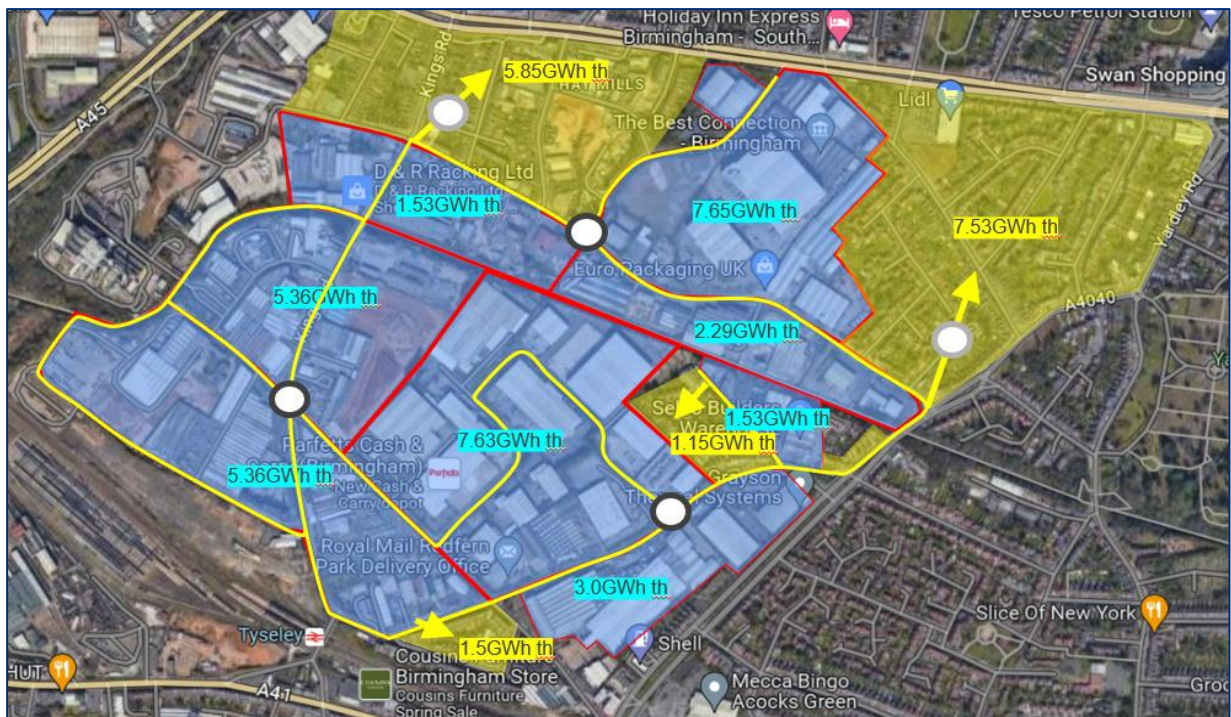 Holiday Inn Express
Birmingham - South...
Tesco Petrol Station
Swan Shopping
Kings Rd
5.85GWh th
HAY MILLS
Lidl
A45
The Best Connection
- Birmingham
D & R Racking Ltd
D & R Racking Ltd
1.53GWh th
7.65GWh th
7.53GWh th
Yardley Rd
Euro Packaging UK
5.36GWh th
A4040
2.29GWh th
1.53GWh th
1.15GWh th
7.63GWh th
Parfetts Cash &
(Birmingham)
New Cash &
Carry depot
Parfetts
5.36GWh th
Grayson
Systems
Royal Mail Redfern
Park Delivery Office
3.0GWh th
Slice Of New York
Tyseley
1.5GWh th
Shell
HUT
A41
Birmingham Store
Cousins Furniture
Spring Sale
Mecca Bingo
Acocks Green
Groc